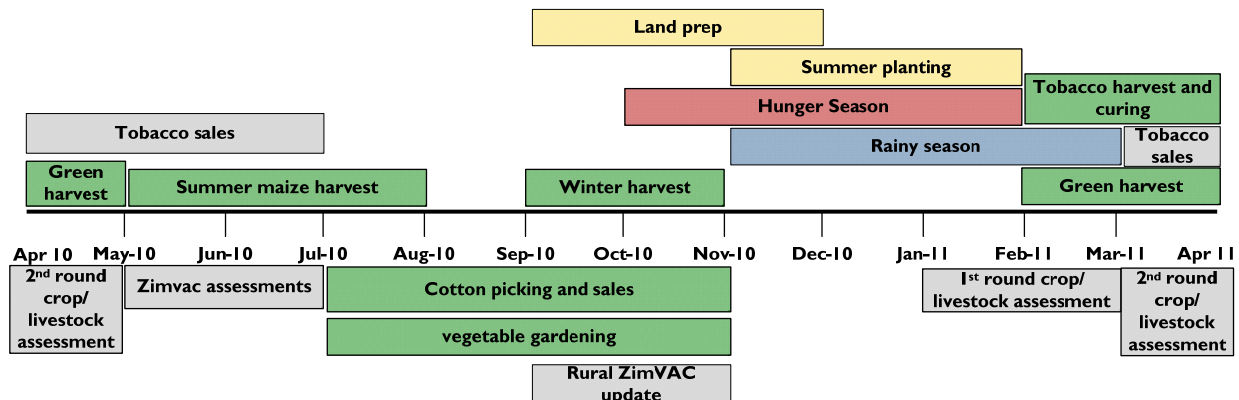 Land prep
Summer planting
Tobacco harvest and
curing
Hunger Season
Tobacco sales
Rainy season
Tobacco
sales
Green
harvest
Summer maize harvest
Winter harvest
Green harvest
Apr 10 May-10 Jun-10 Jul-10 Aug-10 Sep-10 Oct-10 Nov-10 Dec-10 Jan-11 Feb-11 Mar-11 Apr 11
2nd round
crop/
livestock
assessment
Zimvac assessments
Cotton picking and sales
1st round crop/
livestock assessment
2nd round
crop/
livestock
assessment
vegetable gardening
Rural ZimVAC
update